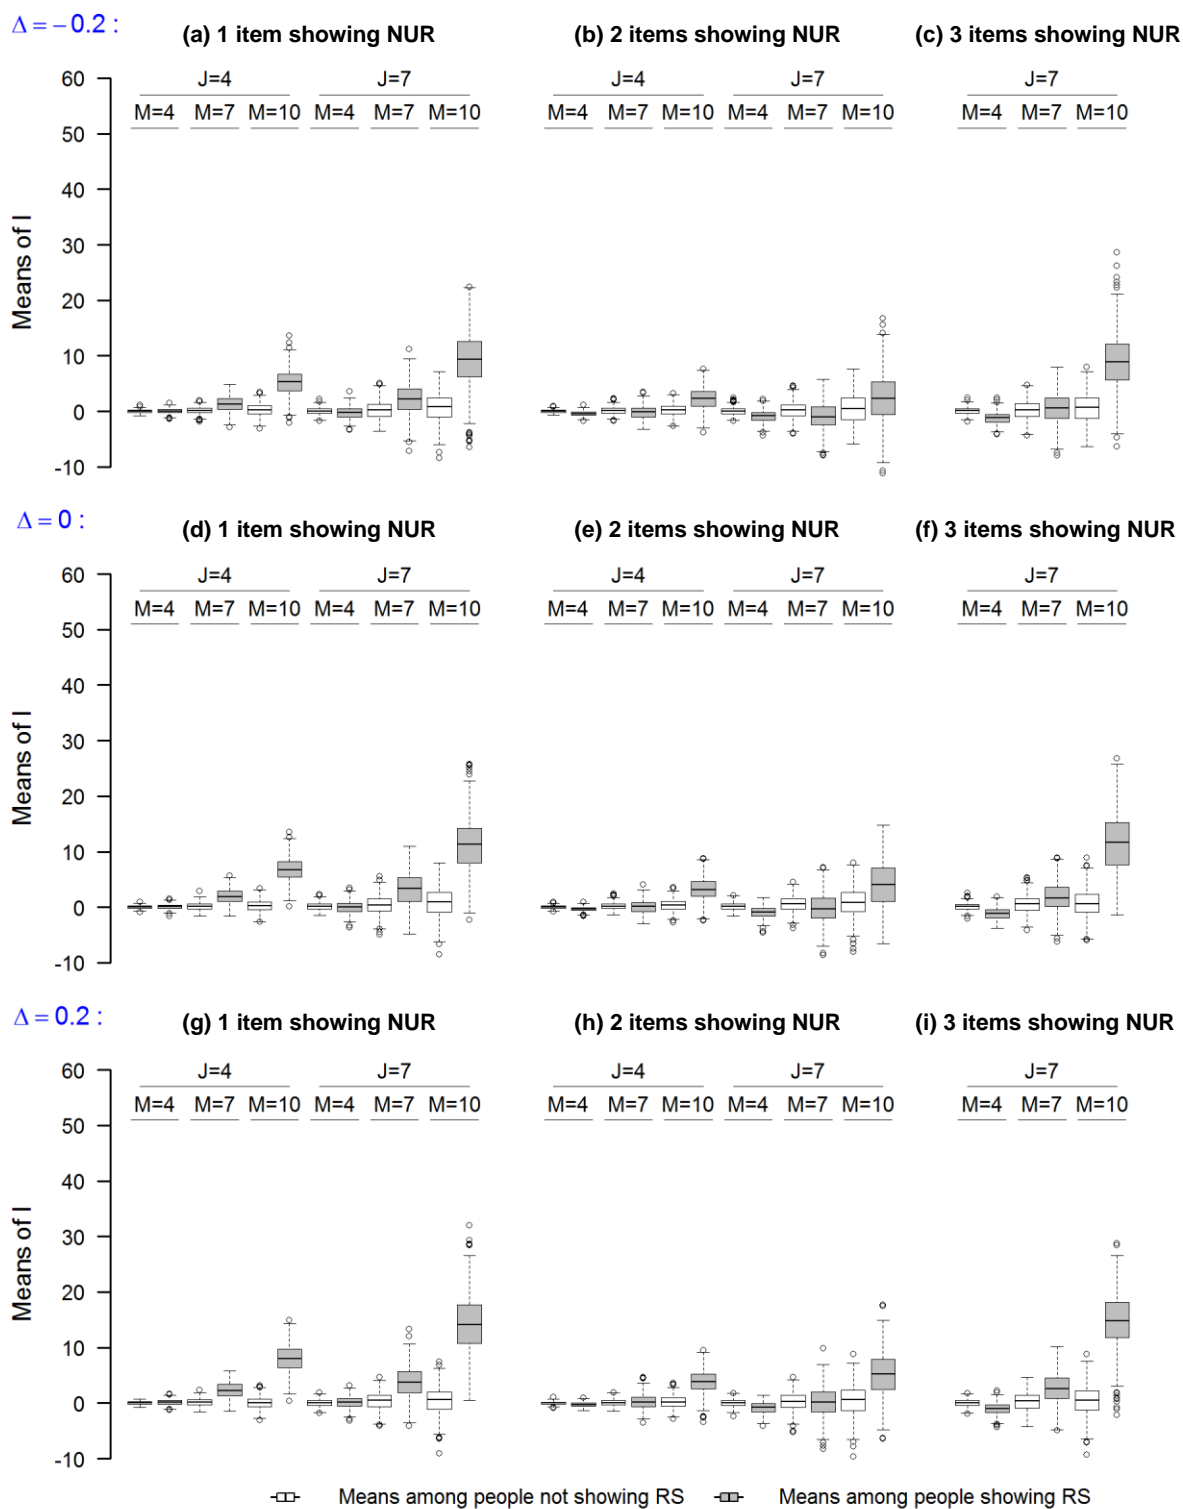 Δ = − 0.2 :
(a) 1 item showing NUR (b) 2 items showing NUR (c) 3 items showing NUR
J=4 J=7 J=4 J=7 J=7
M=4 M=7 M=10 M=4 M=7 M=10 M=4 M=7 M=10 M=4 M=7 M=10 M=4 M=7 M=10
60
50
40
30
20
10
0
-10
Means of I
Δ = 0 :
(d) 1 item showing NUR (e) 2 items showing NUR (f) 3 items showing NUR
J=4 J=7 J=4 J=7 J=7
M=4 M=7 M=10 M=4 M=7 M=10 M=4 M=7 M=10 M=4 M=7 M=10 M=4 M=7 M=10
60
50
40
30
20
10
0
-10
Means of I
Δ = 0.2 :
(g) 1 item showing NUR (h) 2 items showing NUR (i) 3 items showing NUR
J=4 J=7 J=4 J=7 J=7
M=4 M=7 M=10 M=4 M=7 M=10 M=4 M=7 M=10 M=4 M=7 M=10 M=4 M=7 M=10
60
50
40
30
20
10
0
-10
Means of I
Means among people not showing RS Means among people showing RS